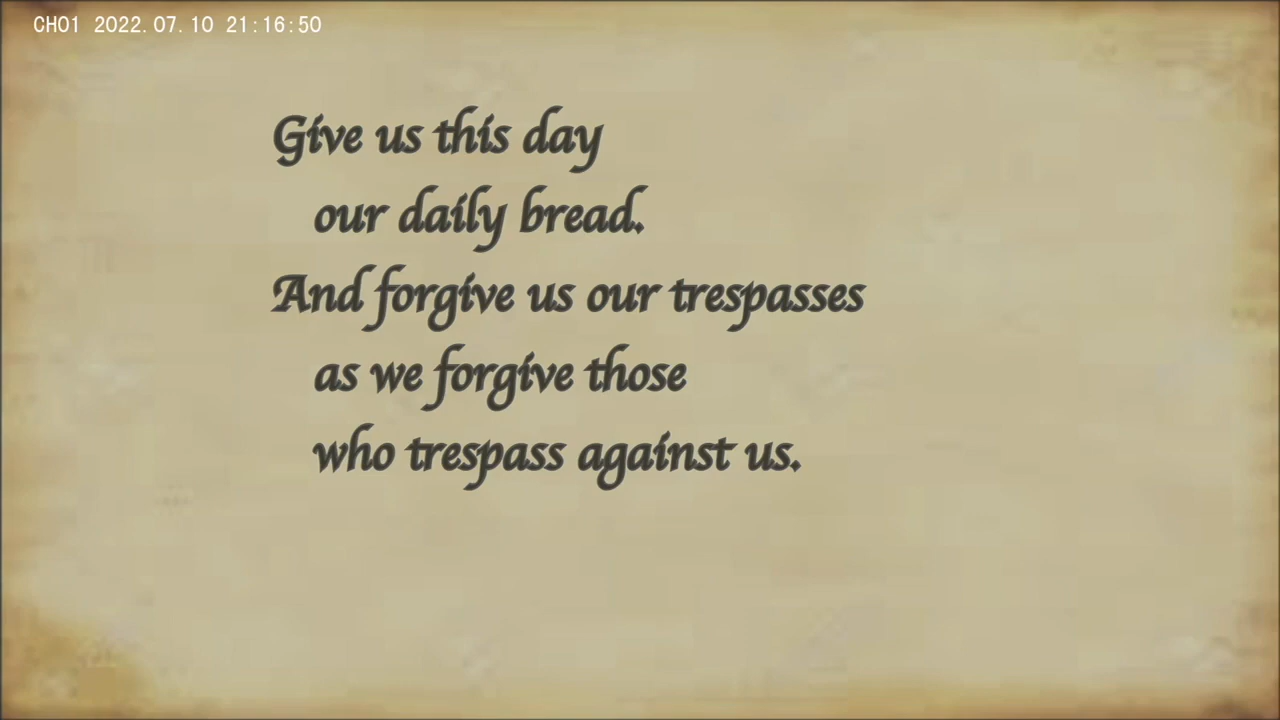 CH01 2022.07.10 21:16:50
Give us this day
our daily bread.
And forgive us our trespasses
as we forgive those
who trespass against us.